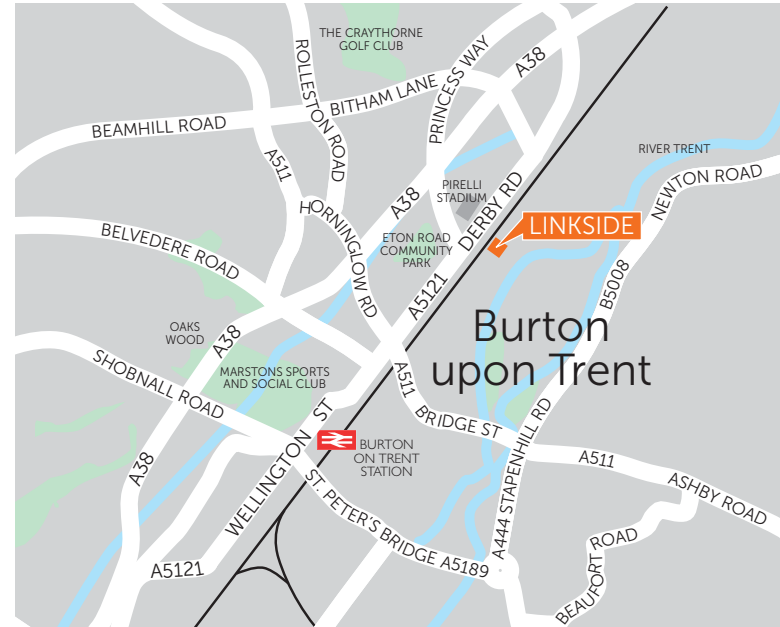 THE CRAYTHORNE
GOLF CLUB
PRINCESS WAY
A38
ROLLESTON ROAD
BITHAM LANE
BEAMHILL ROAD
A511
RIVER TRENT
NEWTON ROAD
PIRELLI
STADIUM
DERBY RD
A38
HORNINGLOW RD
LINKSIDE
BELVEDERE ROAD
ETON ROAD
COMMUNITY
PARK
A5121
B5008
Burton
upon Trent
OAKS
WOOD
A38
SHOBNALL ROAD
MARSTONS SPORTS
AND SOCIAL CLUB
A511
BRIDGE ST
WELLINGTON ST
BURTON
ON TRENT
STATION
A511
ASHBY ROAD
A38
ST. PETER'S BRIDGE A5189
A444 STAPENHILL RD
A5121
BEAUFORT ROAD